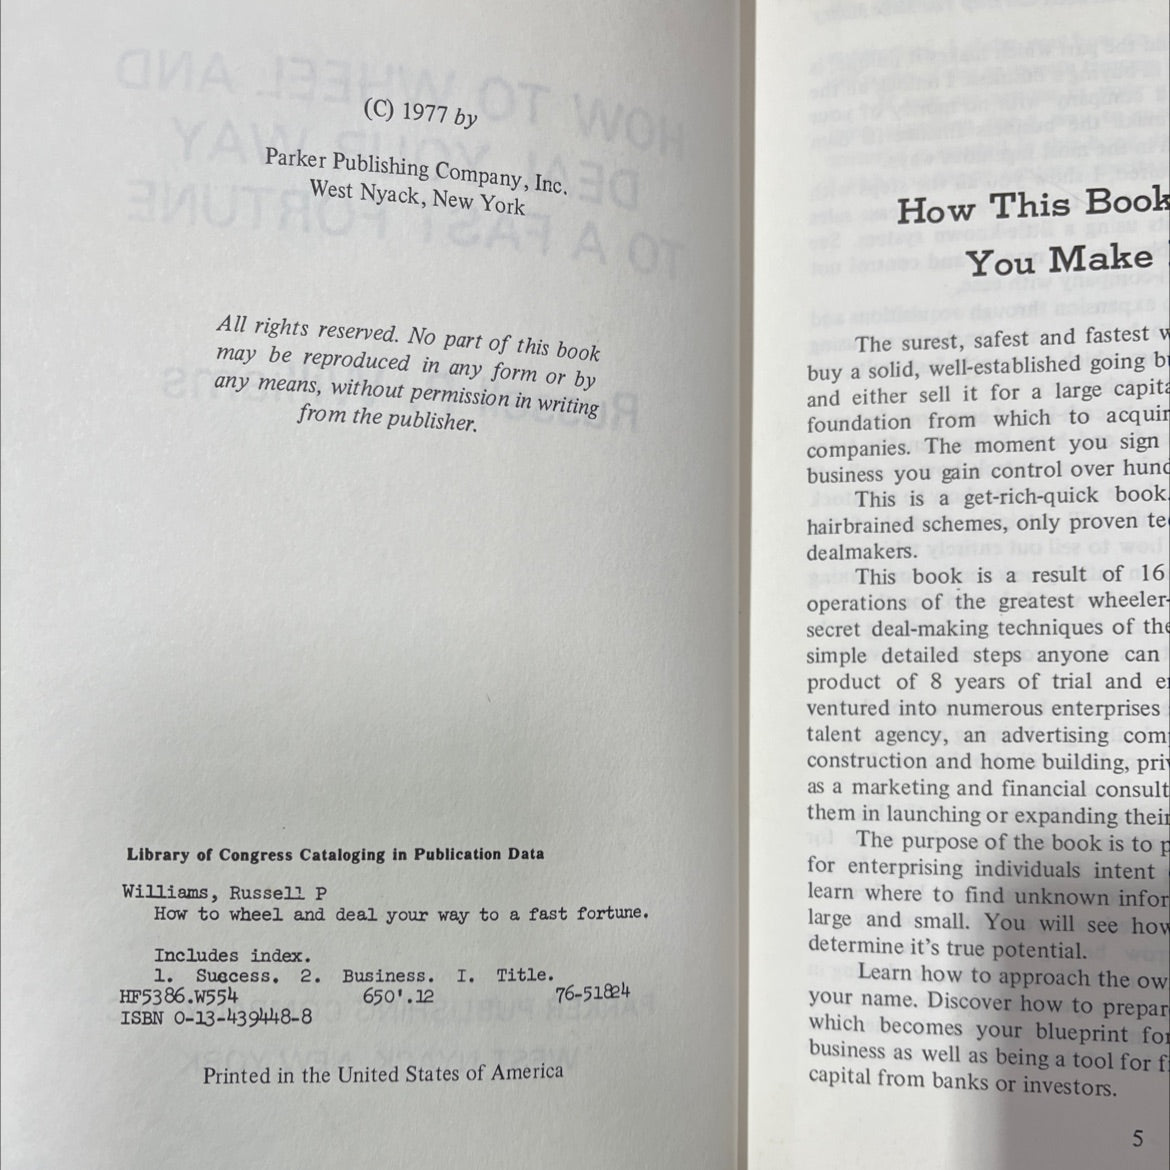 (C) 1977 by
Parker Publishing Company, Inc.
West Nyack, New York
All rights reserved. No part of this book
may be reproduced in any form or by
any means, without permission in writing
from the publisher.
Library of Congress Cataloging in Publication Data
Williams, Russell P
How to wheel and deal your way to a fast fortune.
Includes index.
1. Success. 2. Business. I. Title.
HF5386.W554 650'.12 76-51824
ISBN 0-13-439448-8
Printed in the United States of America
How This Book
You Make
The surest, safest and fastest
buy a solid, well-established going
and either sell it for a large
foundation from which to
companies. The moment you sign
business you gain control over
This is a get-rich-quick book.
hairbrained schemes, only proven
dealmakers.
This book is a result of 16
operations of the greatest
secret deal-making techniques of
simple detailed steps anyone can
product of 8 years of trial and
ventured into numerous enterprises
talent agency, an advertising
construction and home building,
as a marketing and financial
them in launching or expanding their
The purpose of the book is to
for enterprising individuals intent
learn where to find unknown
large and small. You will see how
determine it's true potential.
Learn how to approach the
your name. Discover how to
which becomes your blueprint for
business as well as being a tool for
capital from banks or investors.
5